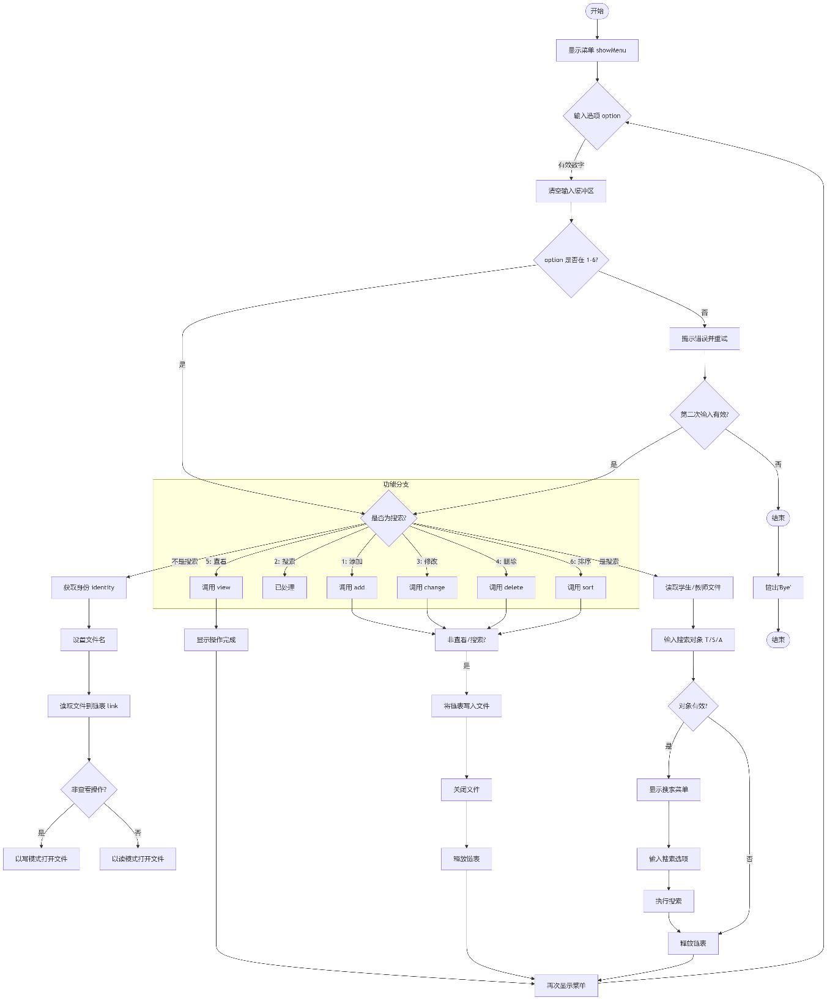 开始
显示菜单 showMenu
输入选项 option
有效数字
清空输入缓冲区
option 是否在 1-6?
否
提示错误并重试
是
第二次输入有效?
是
否
功能分支
是否为搜索?
结束
不是搜索
5: 查看
2: 搜索
1: 添加
3: 修改
4: 删除
6: 排序
是搜索
获取身份 identity
调用 view
已处理
调用 add
调用 change
调用 delete
调用 sort
读取学生/教师文件
输出'Bye'
设置文件名
显示操作完成
非查看/搜索?
输入搜索对象 T/S/A
结束
是
读取文件到链表 link
将链表写入文件
对象有效?
是
非查看操作?
关闭文件
显示搜索菜单
是
否
以写模式打开文件
以读模式打开文件
释放链表
输入搜索选项
否
执行搜索
释放链表
再次显示菜单